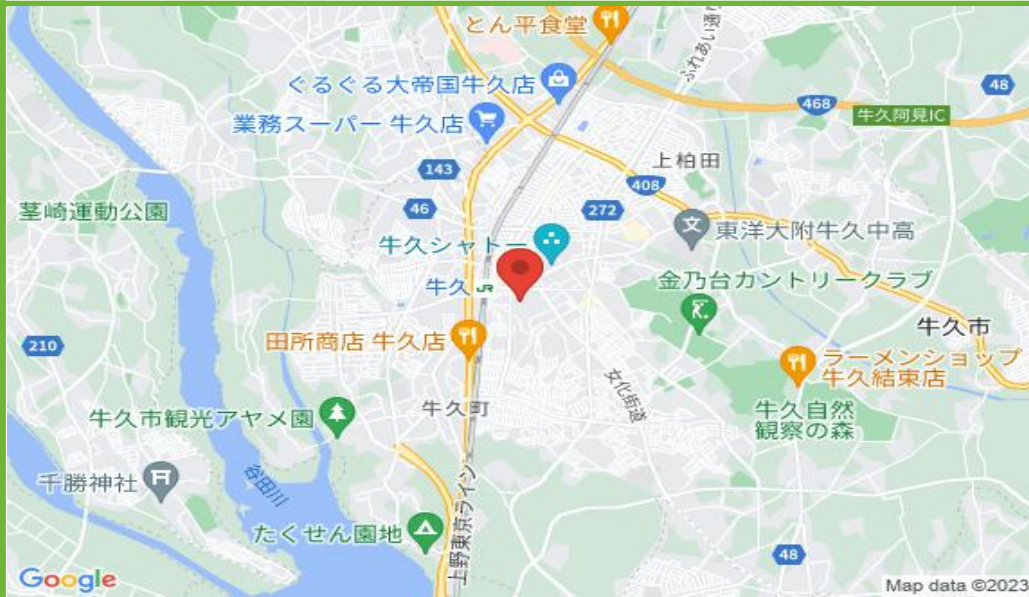 とん平食堂
ふれあい通り
ぐるぐる大帝国牛久店
業務スーパー 牛久店
468
48
牛久阿見IC
143
上柏田
408
46
272
茎崎運動公園
牛久シャトー
東洋大附牛久中高
牛久
JR
金乃台カントリークラブ
牛久市
210
田所商店 牛久店
ラーメンショップ
牛久結束店
女化街道
牛久町
牛久市観光アヤメ園
牛久自然
観察の森
千勝神社
谷田川
たくせん園地
上野東京ライン
48
Google
Map data ©2023